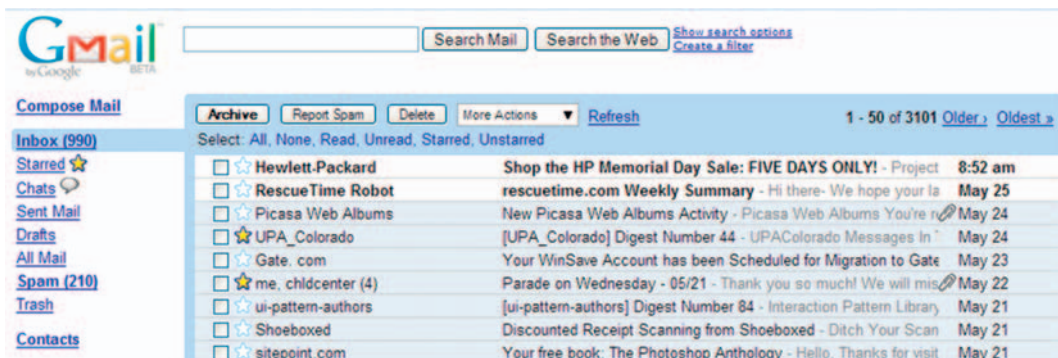 Gmail
by Google BETA
Search Mail Search the Web Show search options
Create a filter
Compose Mail
Inbox (990)
Starred
Chats
Sent Mail
Drafts
All Mail
Spam (210)
Trash
Contacts
Archive Report Spam Delete More Actions Refresh 1 - 50 of 3101 Older › Oldest »
Select: All, None, Read, Unread, Starred, Unstarred
Hewlett-Packard Shop the HP Memorial Day Sale: FIVE DAYS ONLY! - Project 8:52 am
RescueTime Robot rescuetime.com Weekly Summary - Hi there- We hope your la May 25
Picasa Web Albums New Picasa Web Albums Activity - Picasa Web Albums You're May 24
UPA_Colorado [UPA_Colorado] Digest Number 44 - UPAColorado Messages In May 24
Gate. com Your WinSave Account has been Scheduled for Migration to Gate May 23
me, chldcenter (4) Parade on Wednesday - 05/21 - Thank you so much! We will mis May 22
ui-pattern-authors [ui-pattern-authors] Digest Number 84 - Interaction Pattern Library May 21
Shoeboxed Discounted Receipt Scanning from Shoeboxed - Ditch Your Scan May 21
sitepoint.com Your free book: The Photoshop Anthology - Hello, Thanks for visit May 21